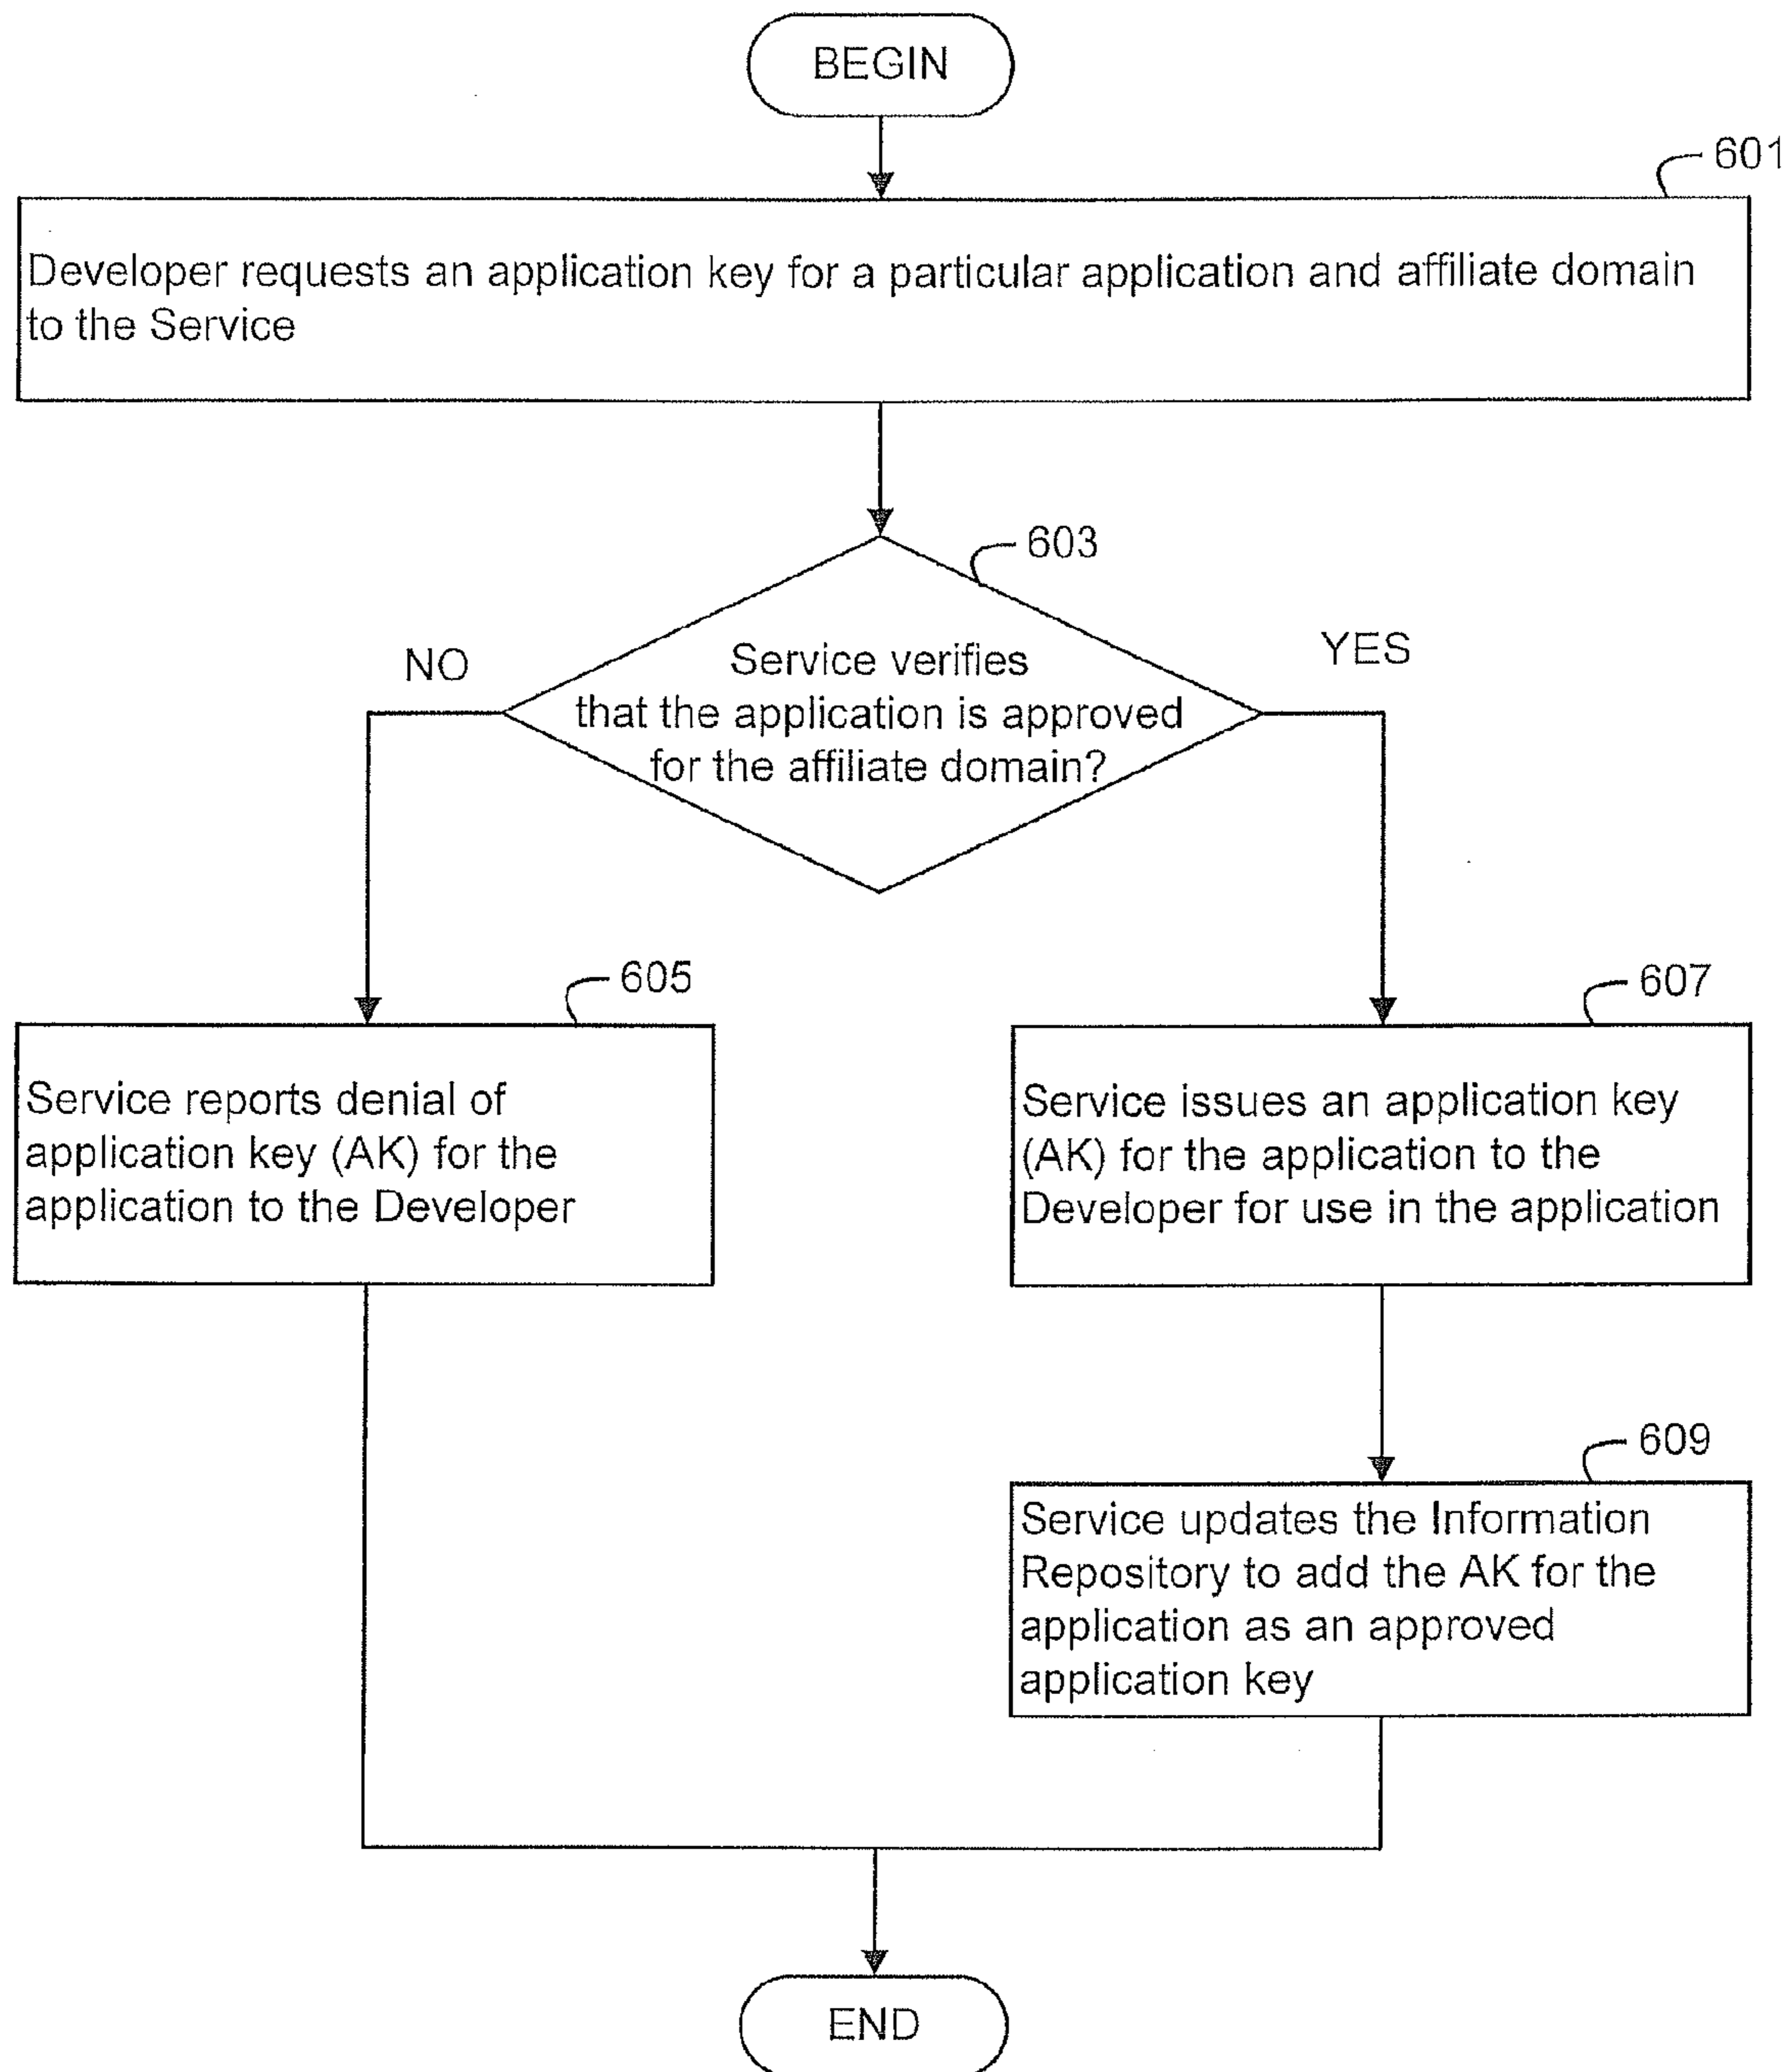 BEGIN
601
Developer requests an application key for a particular application and affiliate domain
to the Service
603
NO
YES
Service verifies
that the application is approved
for the affiliate domain?
605
607
Service reports denial of
application key (AK) for the
application to the Developer
Service issues an application key
(AK) for the application to the
Developer for use in the application
609
Service updates the Information
Repository to add the AK for the
application as an approved
application key
END